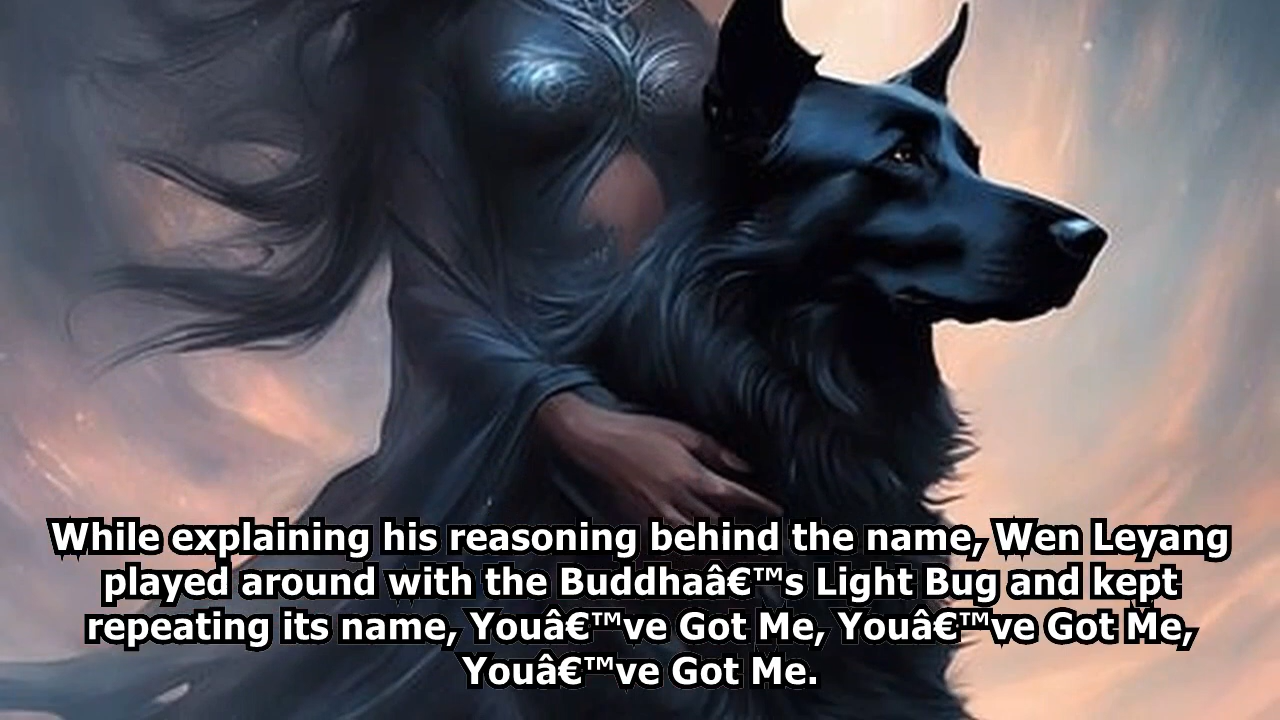 While explaining his reasoning behind the name, Wen Leyang
played around with the Buddhaâ€™s Light Bug and kept
repeating its name, Youâ€™ve Got Me, Youâ€™ve Got Me,
Youâ€™ve Got Me.